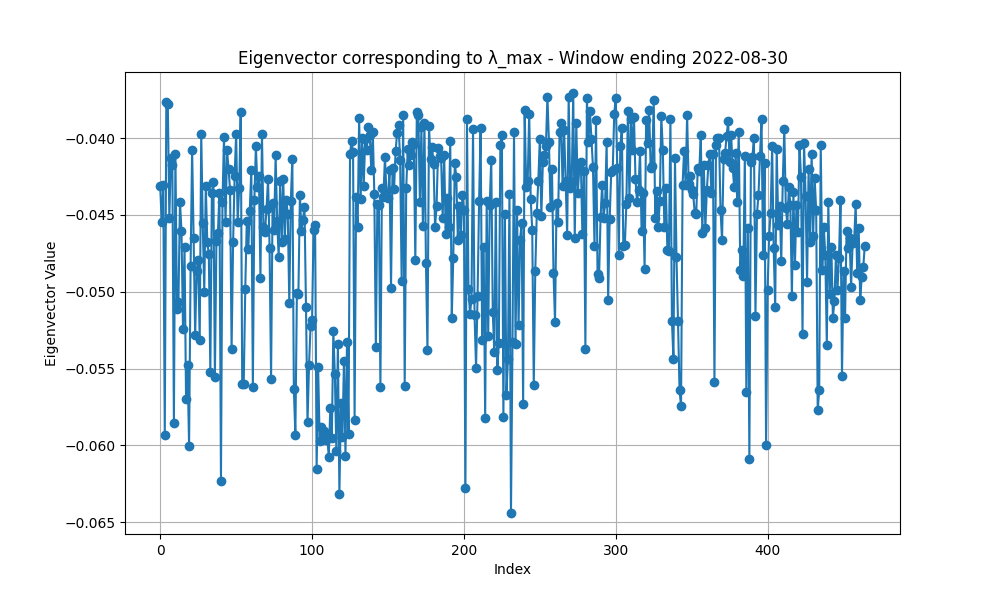 Eigenvector corresponding to λ_max - Window ending 2022-08-30
Eigenvector Value
−0.040
−0.045
−0.050
−0.055
−0.060
−0.065
0 100 200 300 400
Index